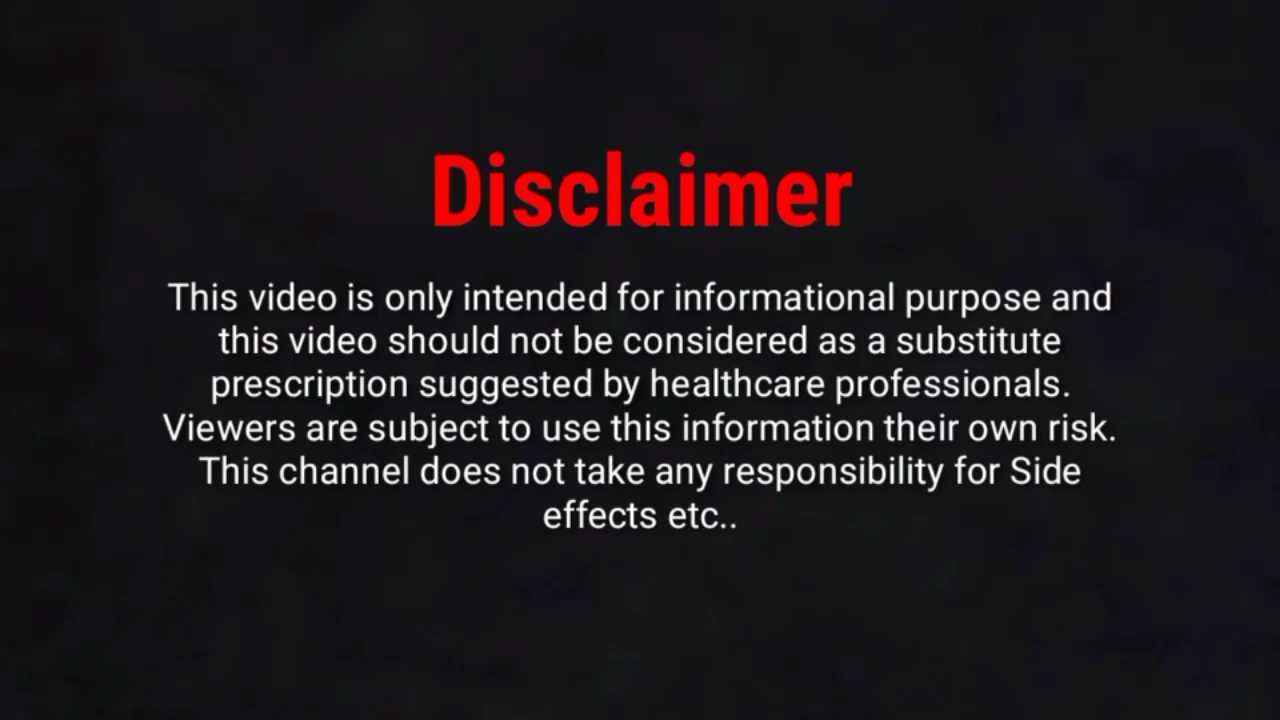 Disclaimer
This video is only intended for informational purpose and
this video should not be considered as a substitute
prescription suggested by healthcare professionals.
Viewers are subject to use this information their own risk.
This channel does not take any responsibility for Side
effects etc..